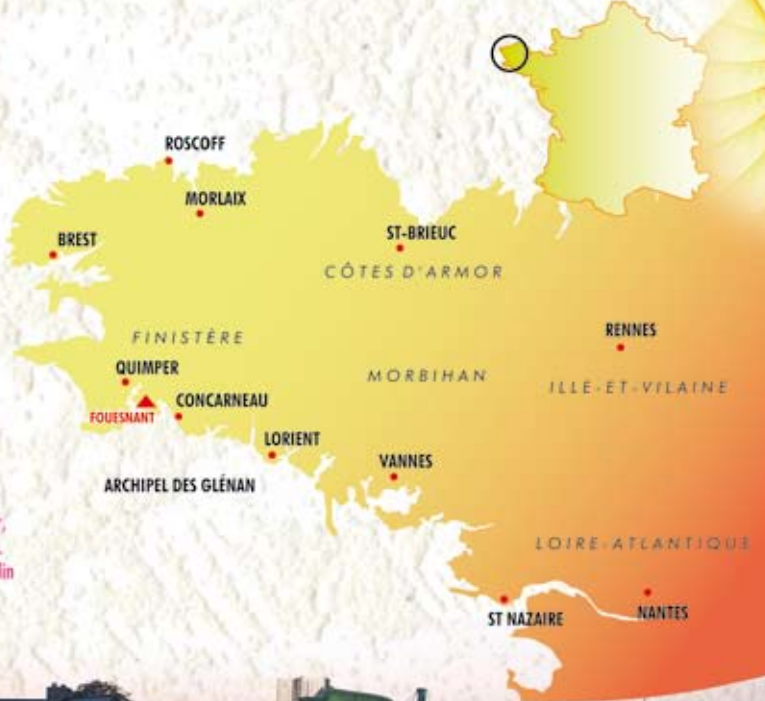 ROSCOFF
MORLAIX
BREST
ST-BRIEUC
CÔTES D'ARMOR
FINISTÈRE
RENNES
QUIMPER
MORBIHAN
ILLE-ET-VILAINE
CONCARNEAU
FOUESNANT
LORIENT
VANNES
ARCHIPEL DES GLÉNAN
LOIRE-ATLANTIQUE
ST NAZAIRE
NANTES